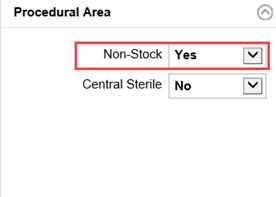 Procedural Area
Non-Stock Yes
Central Sterile No